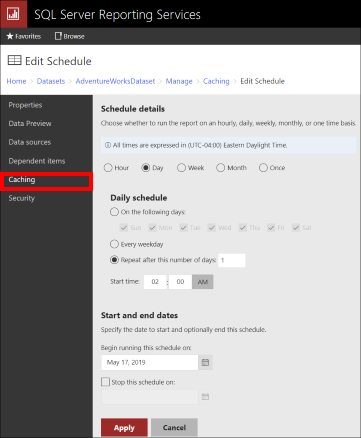 SQL Server Reporting Services
Favorites Browse
Edit Schedule
Home > Datasets > AdventureWorksDataset > Manage > Caching > Edit Schedule
Properties
Data Preview
Data sources
Dependent items
Caching
Security
Schedule details
Choose whether to run the report on an hourly, daily, weekly, monthly, or one time basis.
All times are expressed in (UTC-04:00) Eastern Daylight Time.
Hour Day Week Month Once
Daily schedule
On the following days:
Sun Mon Tue Wed Thu Fri Sat
Every weekday
Repeat after this number of days: 1
Start time: 02 : 00 AM
Start and end dates
Specify the date to start and optionally end this schedule.
Begin running this schedule on:
May 17, 2019
Stop this schedule on:
Apply Cancel